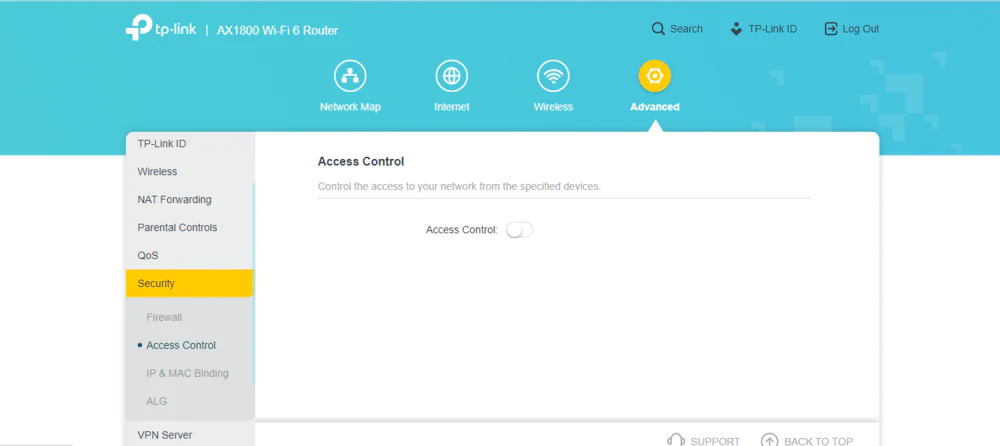 tp-link | AX1800 Wi-Fi 6 Router
Search
TP-Link ID
Log Out
Network Map
Internet
Wireless
Advanced
TP-Link ID
Wireless
NAT Forwarding
Parental Controls
QoS
Security
Firewall
Access Control
IP & MAC Binding
ALG
VPN Server
Access Control
Control the access to your network from the specified devices.
Access Control:
SUPPORT
BACK TO TOP